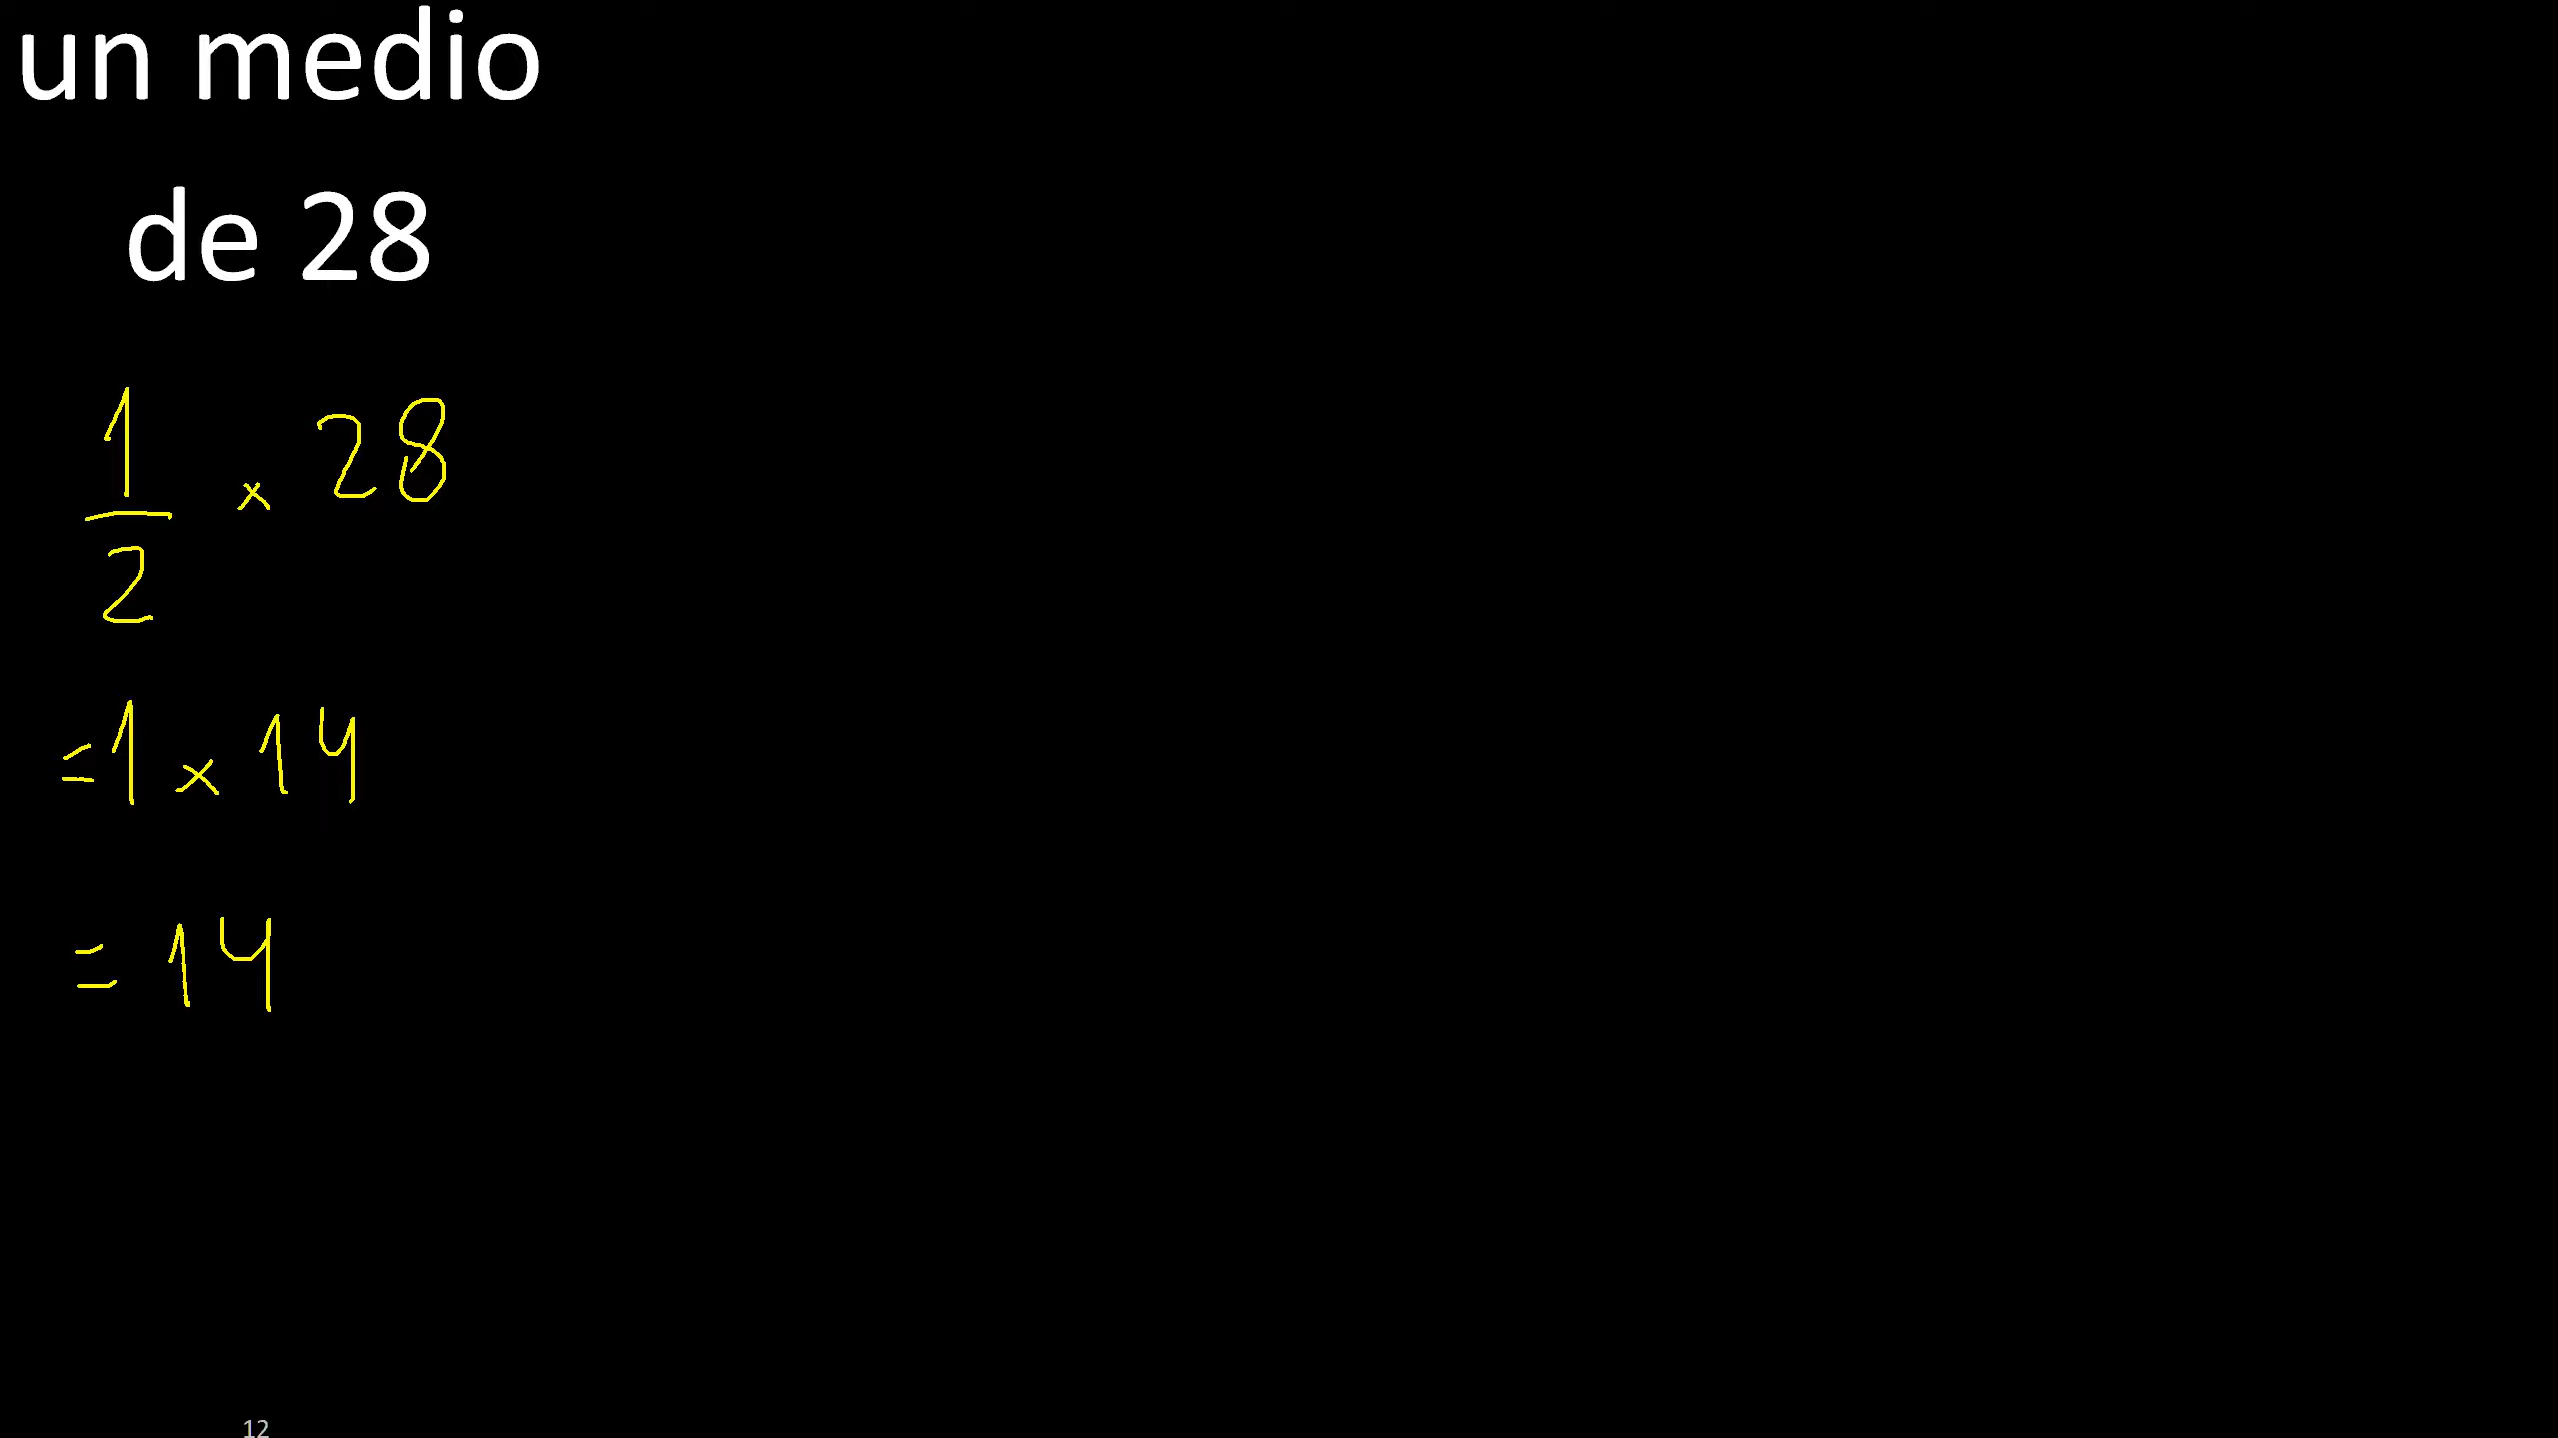 un medio
de 28
1/2 × 28
=1 × 14
= 14
12